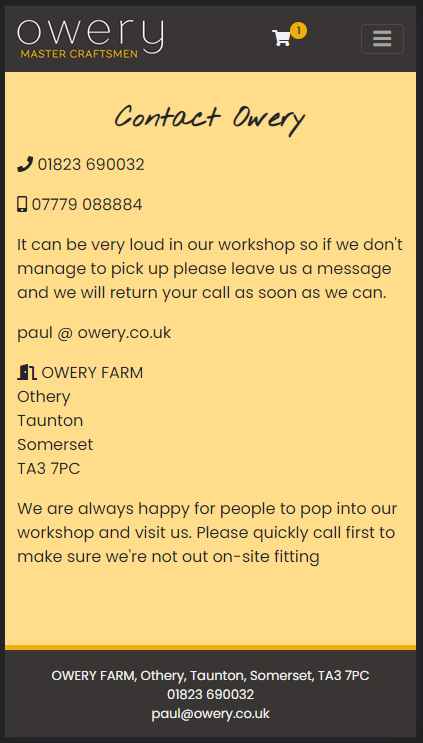 owery
MASTER CRAFTSMEN
1
Contact Owery
01823 690032
07779 088884
It can be very loud in our workshop so if we don't
manage to pick up please leave us a message
and we will return your call as soon as we can.
paul @ owery.co.uk
OWERY FARM
Othery
Taunton
Somerset
TA3 7PC
We are always happy for people to pop into our
workshop and visit us. Please quickly call first to
make sure we're not out on-site fitting
OWERY FARM, Othery, Taunton, Somerset, TA3 7PC
01823 690032
paul@owery.co.uk